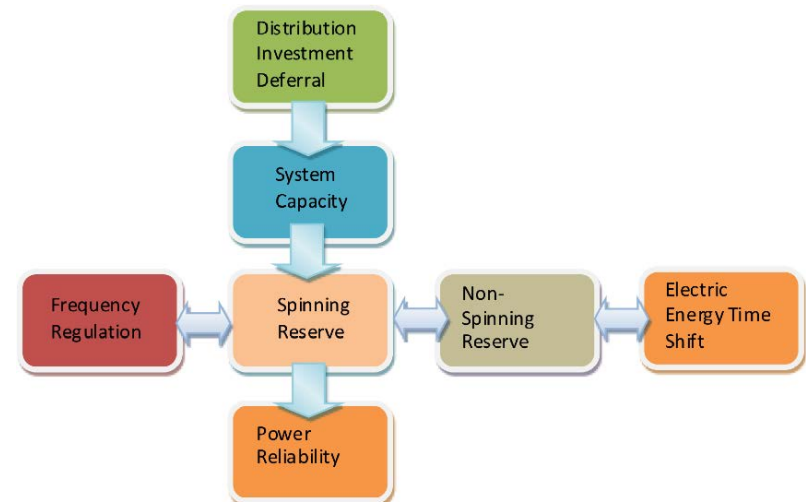 Distribution
Investment
Deferral
System
Capacity
Frequency
Regulation
Spinning
Reserve
Non-
Spinning
Reserve
Electric
Energy Time
Shift
Power
Reliability